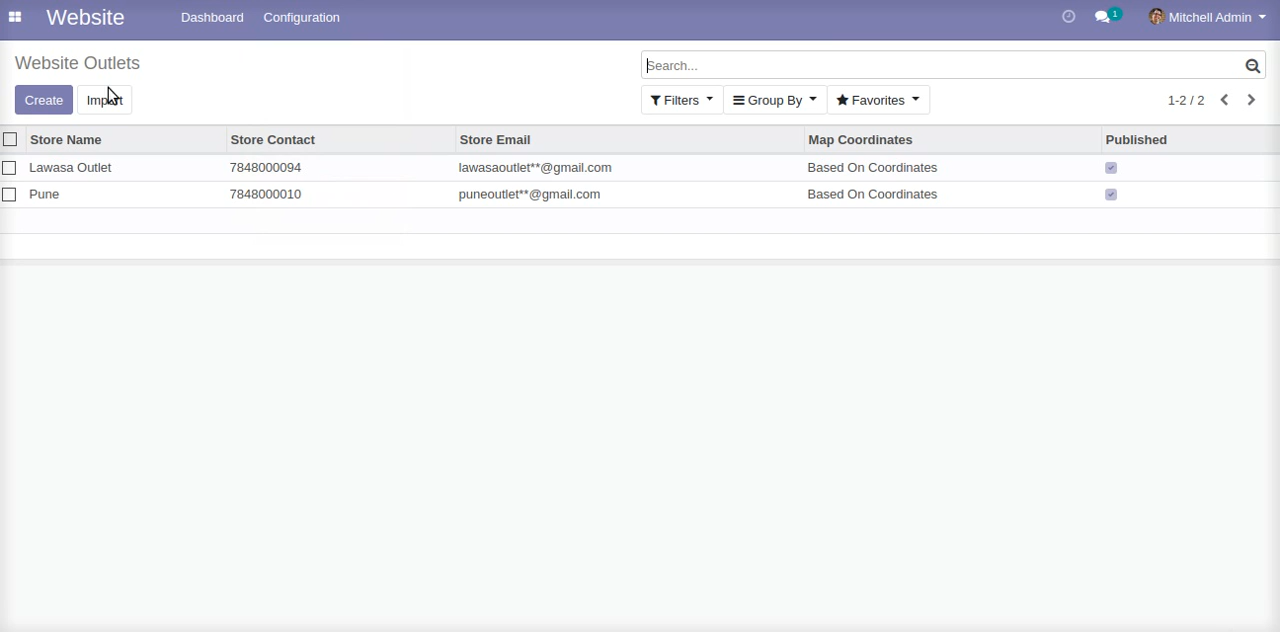 Website Dashboard Configuration 1 Mitchell Admin
Website Outlets Search...
Create Import Filters Group By Favorites 1-2 / 2
Store Name Store Contact Store Email Map Coordinates Published
Lawasa Outlet 7848000094 lawasaoutlet**@gmail.com Based On Coordinates
Pune 7848000010 puneoutlet**@gmail.com Based On Coordinates